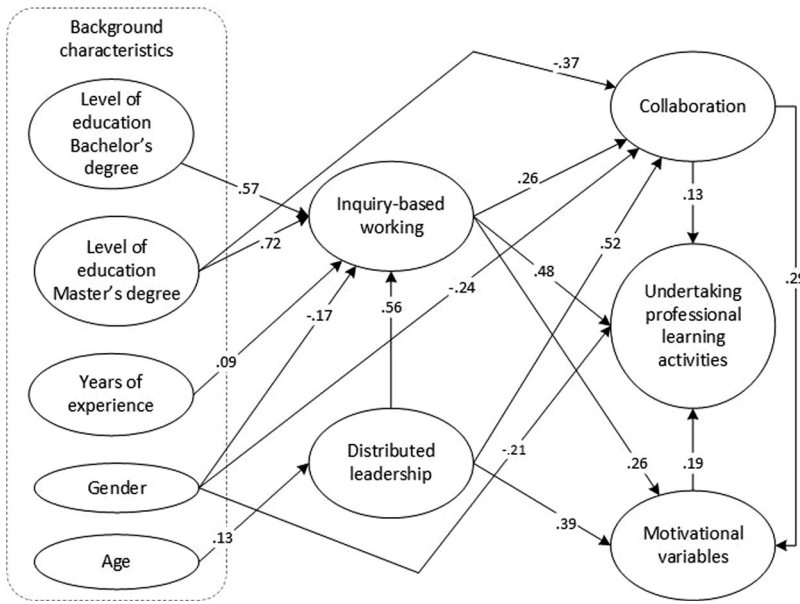 Background
characteristics
Level of
education
Bachelor's
degree
Level of
education
Master's degree
Years of
experience
Gender
Age
Inquiry-based
working
Distributed
leadership
Collaboration
Undertaking
professional
learning
activities
Motivational
variables
-.37
.57
.72
.26
.13
.52
.48
-.24
-.17
.56
.29
.09
-.21
.26
.19
.13
.39